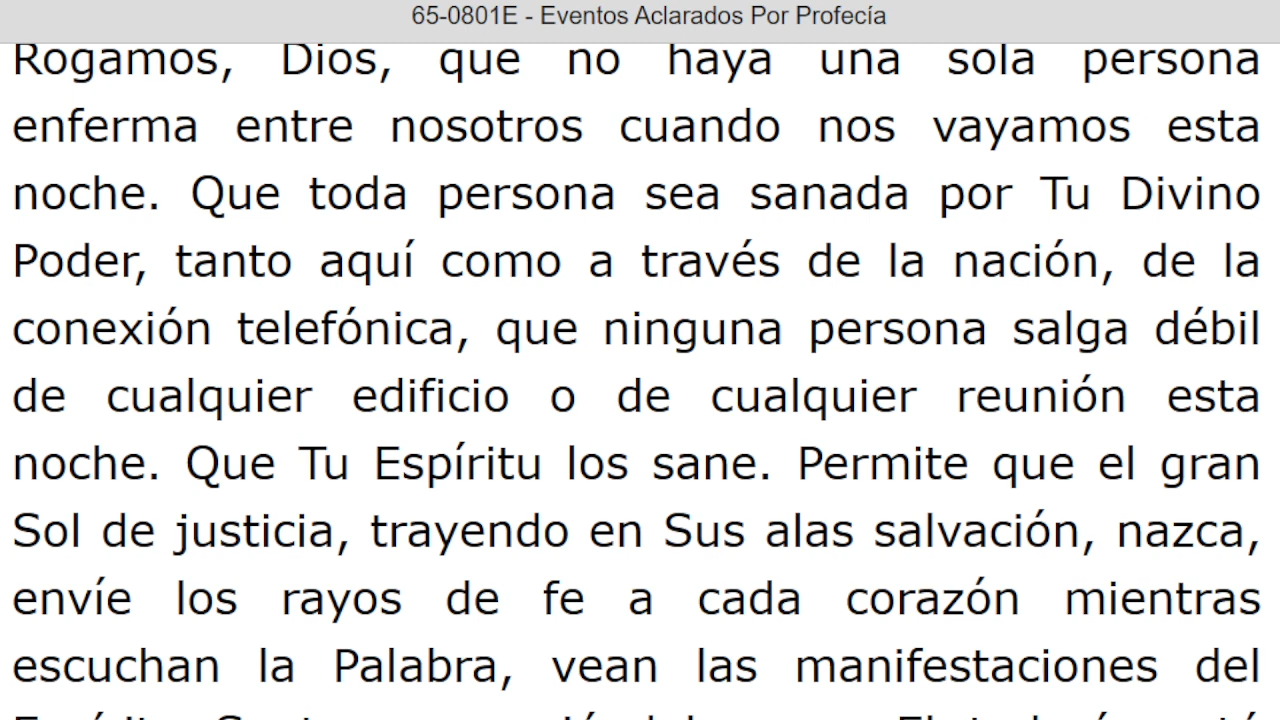 65-0801E - Eventos Aclarados Por Profecía
Rogamos, Dios, que no haya una sola persona
enferma entre nosotros cuando nos vayamos esta
noche. Que toda persona sea sanada por Tu Divino
Poder, tanto aquí como a través de la nación, de la
conexión telefónica, que ninguna persona salga débil
de cualquier edificio o de cualquier reunión esta
noche. Que Tu Espíritu los sane. Permite que el gran
Sol de justicia, trayendo en Sus alas salvación, nazca,
envíe los rayos de fe a cada corazón mientras
escuchan la Palabra, vean las manifestaciones del